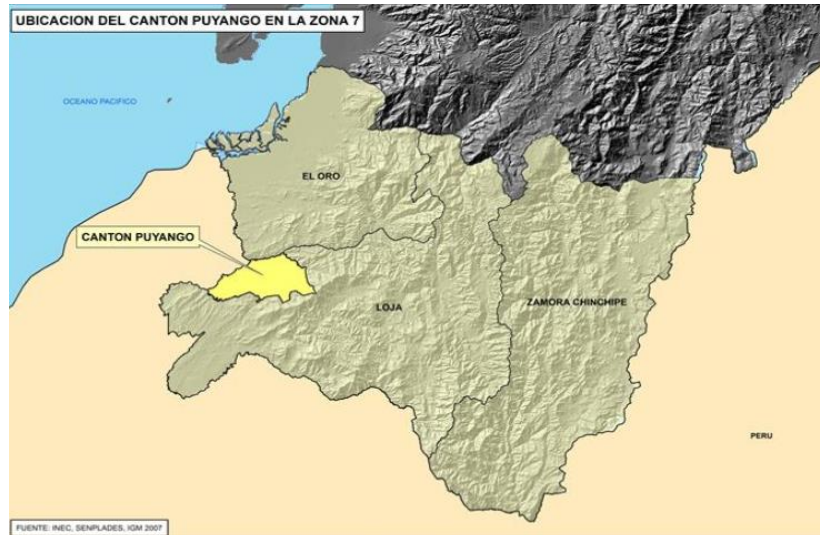 UBICACION DEL CANTON PUYANGO EN LA ZONA 7
OCEANO PACIFICO
EL ORO
CANTON PUYANGO
LOJA
ZAMORA CHINCHIPE
PERU
FUENTE: INEC, SENPLADES, IGM 2007